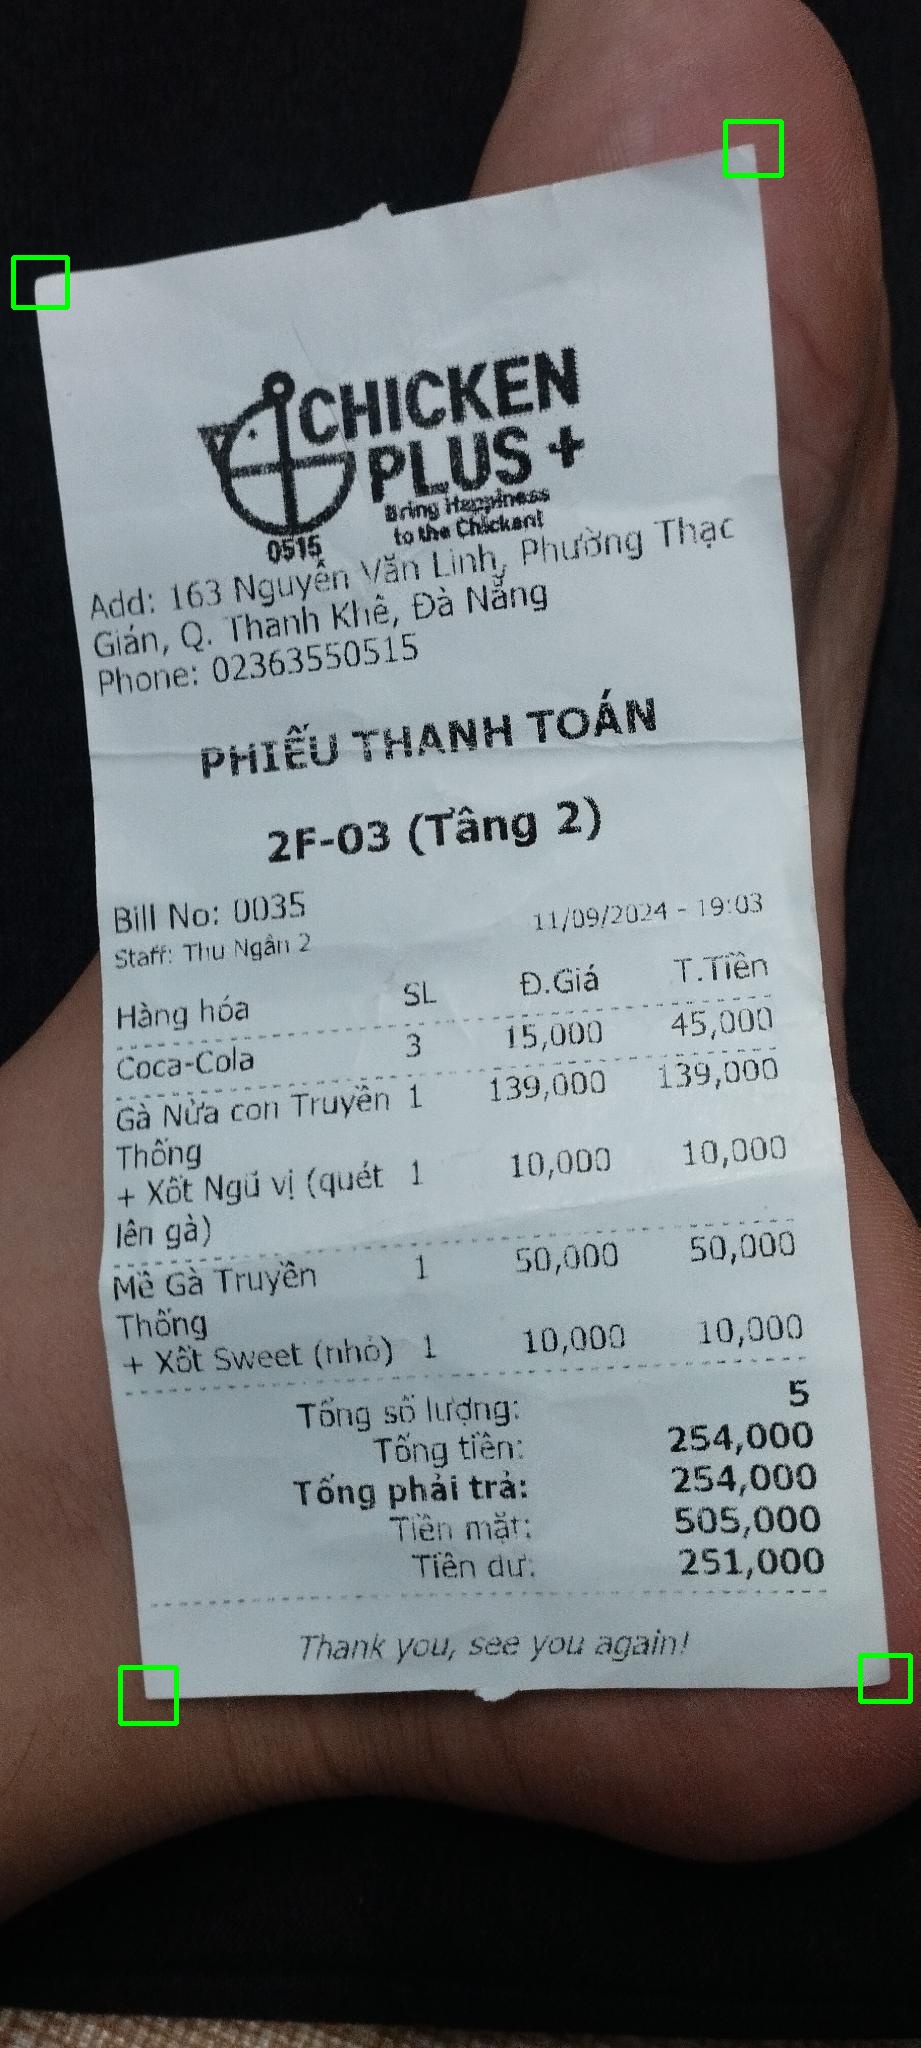 CHICKEN
PLUS +
Bring Happiness
to the Chicken!
0515
Add: 163 Nguyễn Văn Linh, Phường Thạc
Gián, Q. Thanh Khê, Đà Nẵng
Phone: 02363550515
PHIẾU THANH TOÁN
2F-03 (Tầng 2)
Bill No: 0035
11/09/2024 - 19:03
Staff: Thu Ngân 2
Hàng hóa SL Đ.Giá T.Tiền
Coca-Cola 3 15,000 45,000
Gà Nửa con Truyền 1 139,000 139,000
Thống
+ Xốt Ngũ vị (quét 1 10,000 10,000
lên gà)
Mề Gà Truyền 1 50,000 50,000
Thống
+ Xốt Sweet (nhỏ) 1 10,000 10,000
Tổng số lượng: 5
Tổng tiền: 254,000
Tổng phải trả: 254,000
Tiền mặt: 505,000
Tiền dư: 251,000
Thank you, see you again!